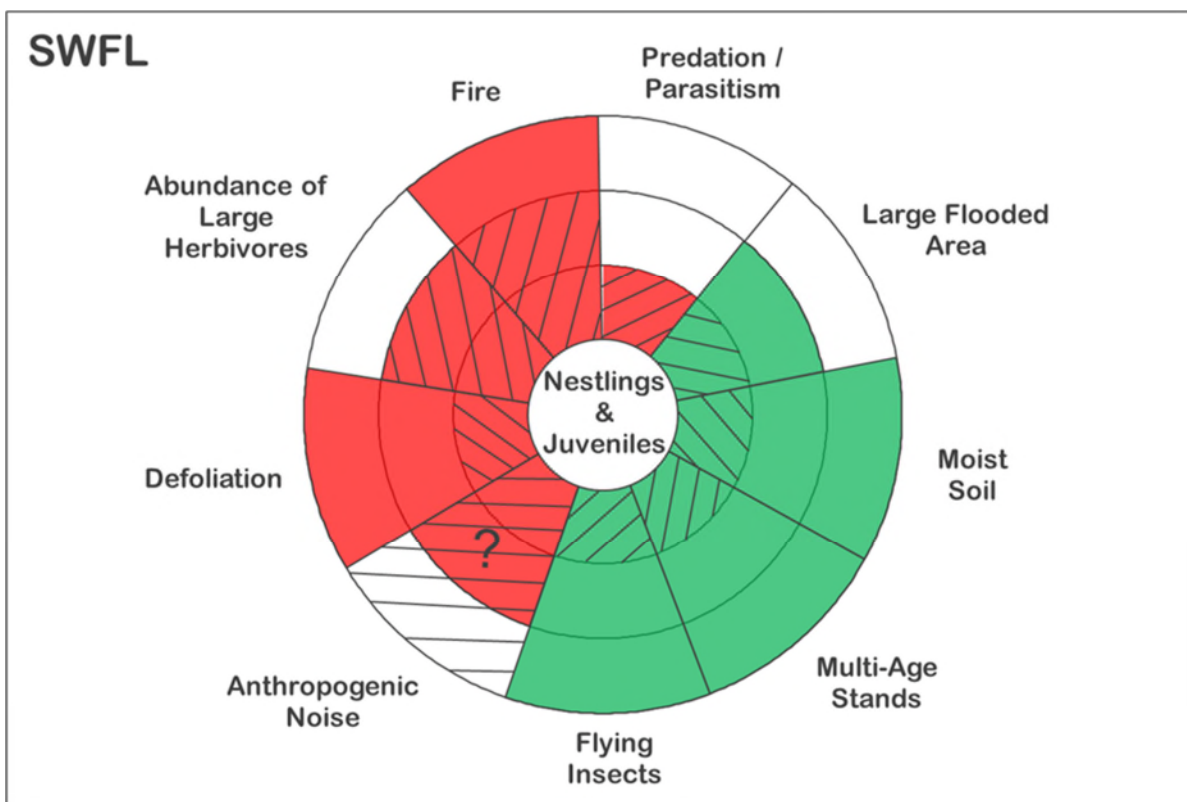 SWFL
Predation /
Parasitism
Fire
Abundance of
Large
Herbivores
Large Flooded
Area
Nestlings
&
Juveniles
Defoliation
Moist
Soil
?
Anthropogenic
Noise
Multi-Age
Stands
Flying
Insects